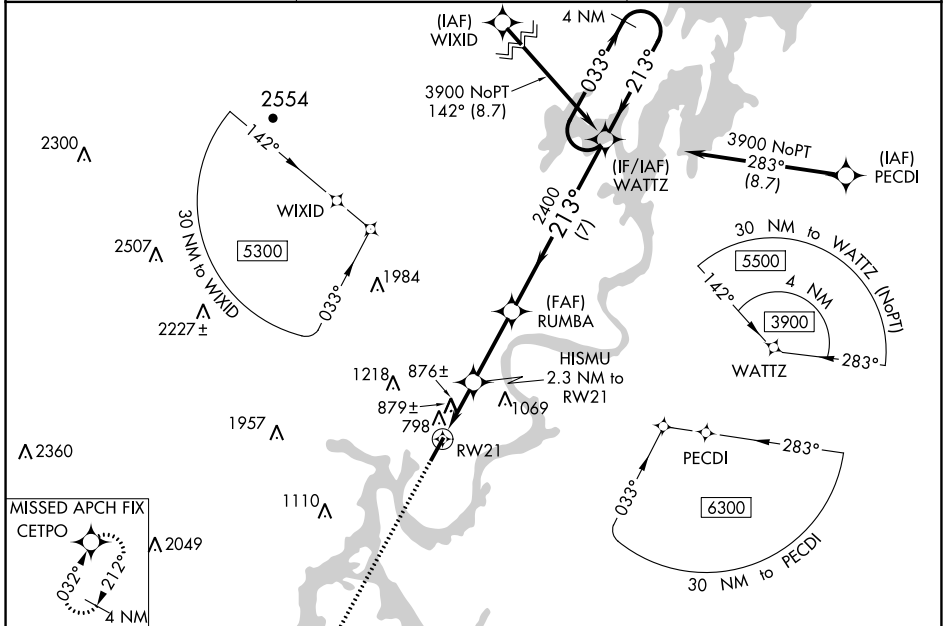 (IAF)
WIXID
4 NM
033°
213°
3900 NoPT
142° (8.7)
2554
2300
142°
WIXID
30 NM to WIXID
5300
033°
2507
1984
2227±
(IF/IAF)
WATTZ
3900 NoPT
283°
(8.7)
(IAF)
PECDI
2400
213°
(7)
30 NM to WATTZ (NoPT)
5500
4 NM
142°
3900
283°
WATTZ
(FAF)
RUMBA
HISMU
2.3 NM to
RW21
1218
876±
879±
798
1069
RW21
1957
2360
1110
PECDI
283°
033°
6300
30 NM to PECDI
MISSED APCH FIX
CETPO
032°
212°
4 NM
2049